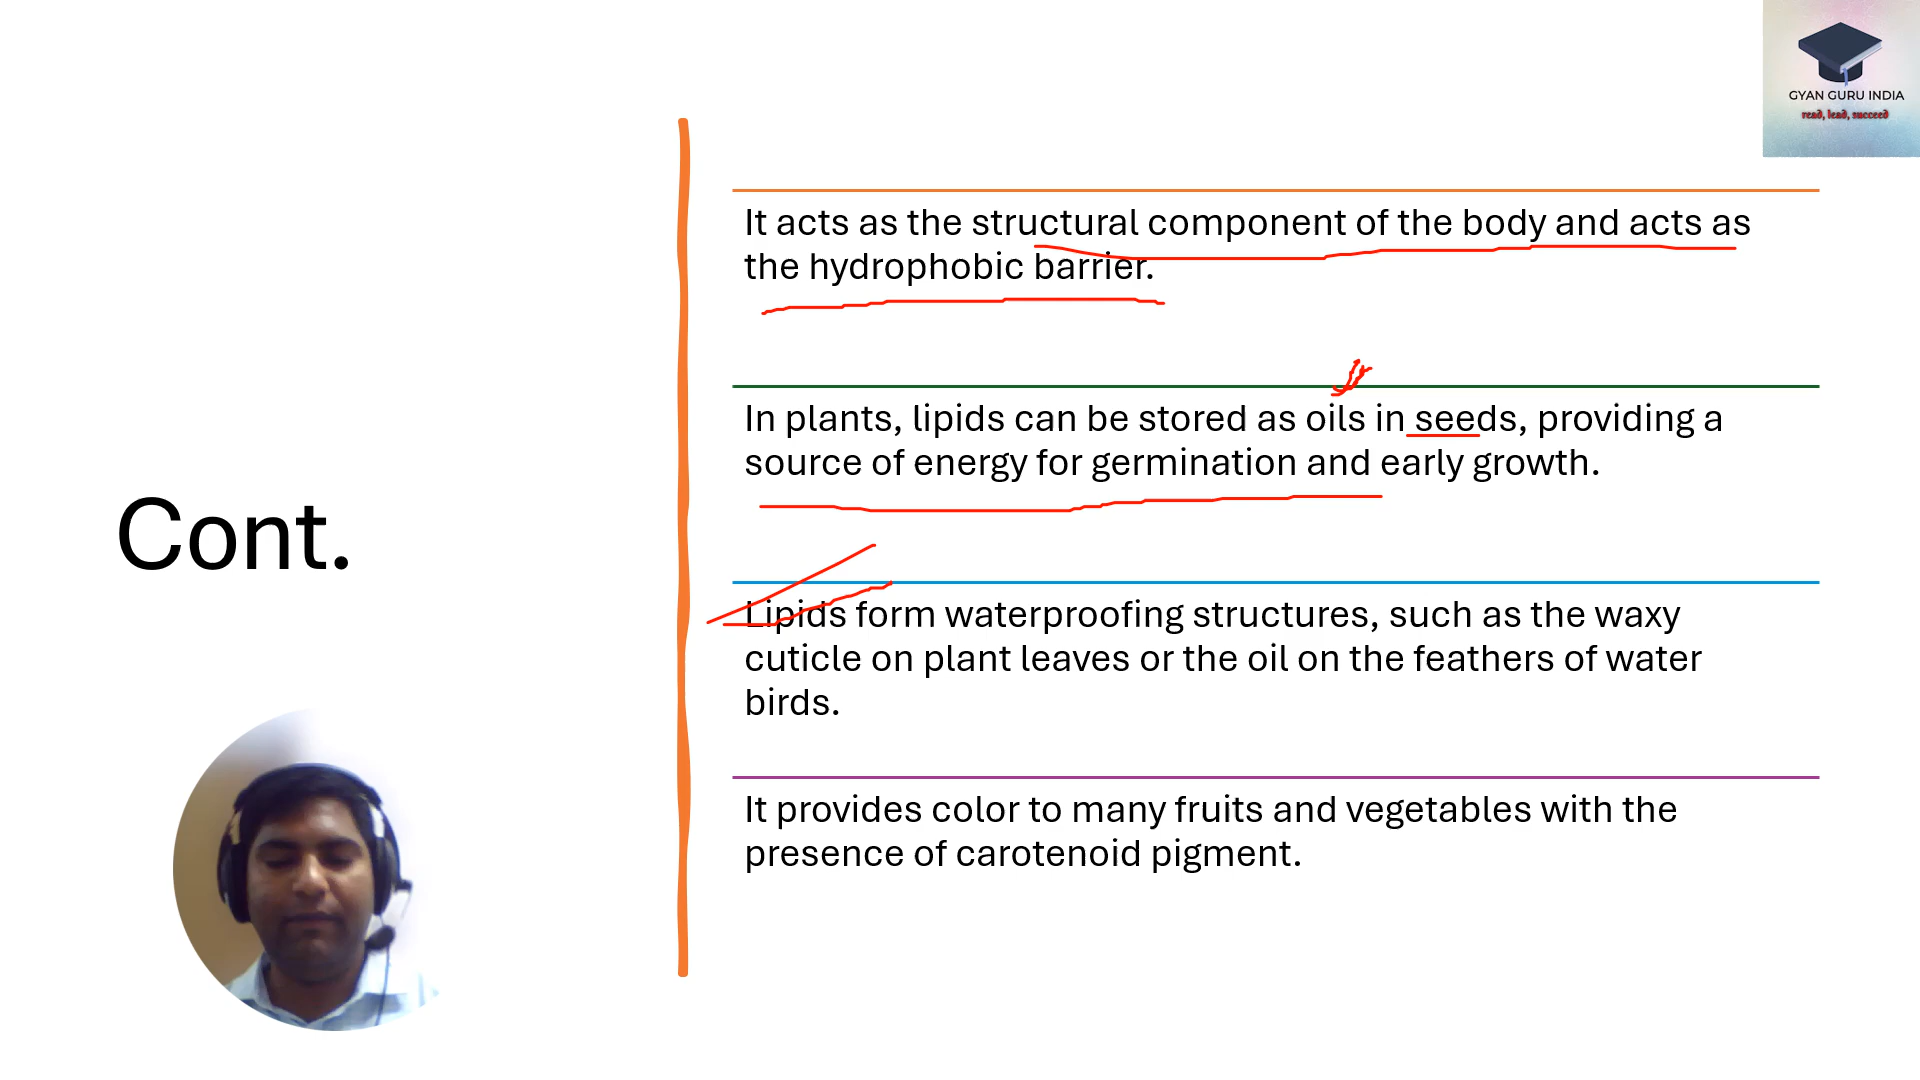 GYAN GURU INDIA
read, lead, succeed
It acts as the structural component of the body and acts as
the hydrophobic barrier.
In plants, lipids can be stored as oils in seeds, providing a
source of energy for germination and early growth.
Cont.
Lipids form waterproofing structures, such as the waxy
cuticle on plant leaves or the oil on the feathers of water
birds.
It provides color to many fruits and vegetables with the
presence of carotenoid pigment.